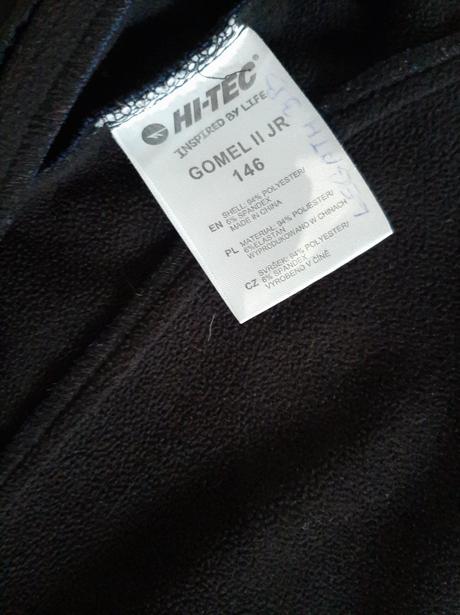 HI-TEC®
INSPIRED BY LIFE
GOMEL II JR
146
EN SHELL: 94% POLYESTER/
6% SPANDEX
MADE IN CHINA
PL MATERIAŁ: 94% POLIESTER/
6%ELASTAN
WYPRODUKOWANO W CHINACH
CZ SVRŠEK: 94% POLYESTER/
6% SPANDEX
VYROBENO V ČÍNĚ